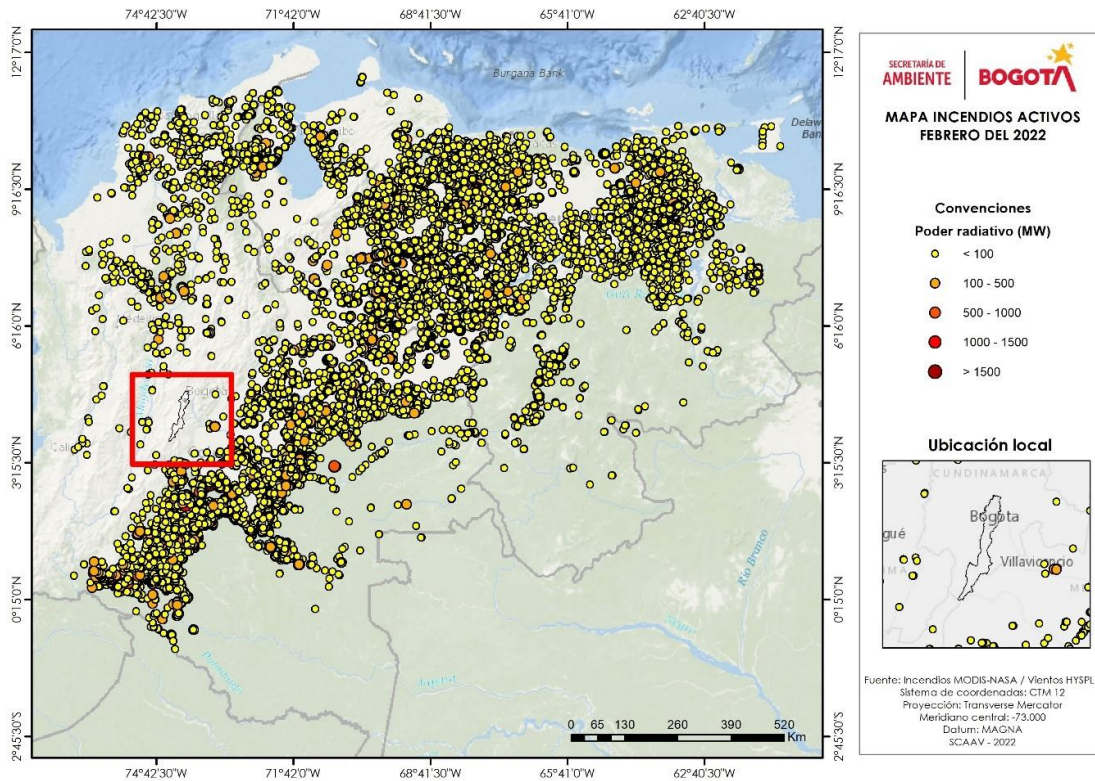 74°42'30"W 71°42'0"W 68°41'30"W 65°41'0"W 62°40'30"W
12°17'0"N
9°16'30"N
6°16'0"N
3°15'30"N
0°15'0"N
2°45'30"S
Burgana Bank
Bogotá
Río Branco
Putumayo
0 65 130 260 390 520
Km
74°42'30"W 71°42'0"W 68°41'30"W 65°41'0"W 62°40'30"W
12°17'0"N
9°16'30"N
6°16'0"N
3°15'30"N
0°15'0"N
2°45'30"S
SECRETARÍA DE
AMBIENTE
BOGOTÁ
MAPA INCENDIOS ACTIVOS
FEBRERO DEL 2022
Convenciones
Poder radiativo (MW)
< 100
100 - 500
500 - 1000
1000 - 1500
> 1500
Ubicación local
CUNDINAMARCA
Bogota
gué
Villavicencio
Fuente: Incendios MODIS-NASA / Vientos HYSPL
Sistema de coordenadas: CTM 12
Proyección: Transverse Mercator
Meridiano central: -73.000
Datum: MAGNA
SCAAV - 2022